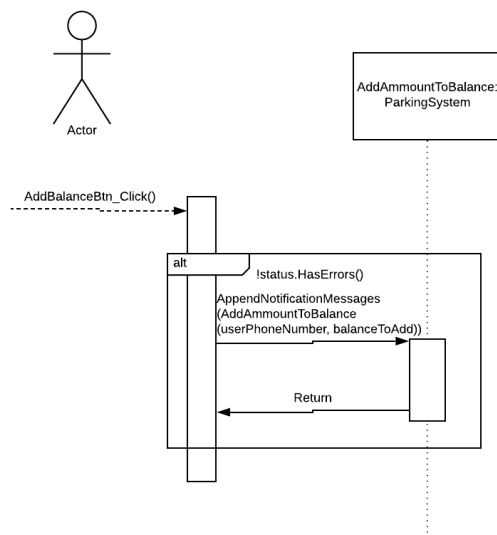 Actor
AddAmmountToBalance:
ParkingSystem
AddBalanceBtn_Click()
alt
!status.HasErrors()
AppendNotificationMessages
(AddAmmountToBalance
(userPhoneNumber, balanceToAdd))
Return